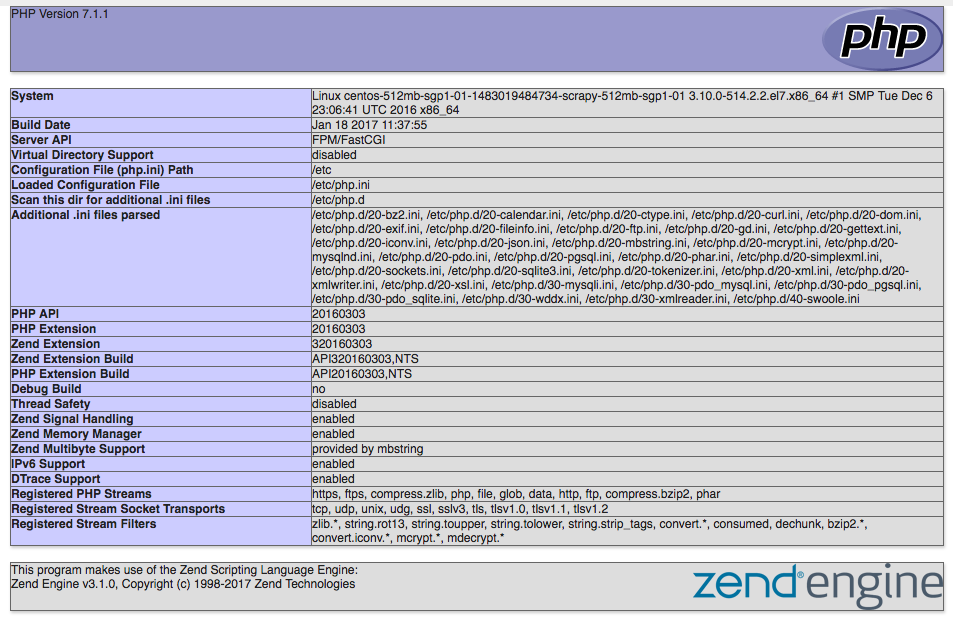 PHP Version 7.1.1
php
System Linux centos-512mb-sgp1-01-1483019484734-scrapy-512mb-sgp1-01 3.10.0-514.2.2.el7.x86_64 #1 SMP Tue Dec 6
23:06:41 UTC 2016 x86_64
Build Date Jan 18 2017 11:37:55
Server API FPM/FastCGI
Virtual Directory Support disabled
Configuration File (php.ini) Path /etc
Loaded Configuration File /etc/php.ini
Scan this dir for additional .ini files /etc/php.d
Additional .ini files parsed /etc/php.d/20-bz2.ini, /etc/php.d/20-calendar.ini, /etc/php.d/20-ctype.ini, /etc/php.d/20-curl.ini, /etc/php.d/20-dom.ini,
/etc/php.d/20-exif.ini, /etc/php.d/20-fileinfo.ini, /etc/php.d/20-ftp.ini, /etc/php.d/20-gd.ini, /etc/php.d/20-gettext.ini,
/etc/php.d/20-iconv.ini, /etc/php.d/20-json.ini, /etc/php.d/20-mbstring.ini, /etc/php.d/20-mcrypt.ini, /etc/php.d/20-
mysqlnd.ini, /etc/php.d/20-pdo.ini, /etc/php.d/20-pgsql.ini, /etc/php.d/20-phar.ini, /etc/php.d/20-simplexml.ini,
/etc/php.d/20-sockets.ini, /etc/php.d/20-sqlite3.ini, /etc/php.d/20-tokenizer.ini, /etc/php.d/20-xml.ini, /etc/php.d/20-
xmlwriter.ini, /etc/php.d/20-xsl.ini, /etc/php.d/30-mysqli.ini, /etc/php.d/30-pdo_mysql.ini, /etc/php.d/30-pdo_pgsql.ini,
/etc/php.d/30-pdo_sqlite.ini, /etc/php.d/30-wddx.ini, /etc/php.d/30-xmlreader.ini, /etc/php.d/40-swoole.ini
PHP API 20160303
PHP Extension 20160303
Zend Extension 320160303
Zend Extension Build API320160303,NTS
PHP Extension Build API20160303,NTS
Debug Build no
Thread Safety disabled
Zend Signal Handling enabled
Zend Memory Manager enabled
Zend Multibyte Support provided by mbstring
IPv6 Support enabled
DTrace Support enabled
Registered PHP Streams https, ftps, compress.zlib, php, file, glob, data, http, ftp, compress.bzip2, phar
Registered Stream Socket Transports tcp, udp, unix, udg, ssl, sslv3, tls, tlsv1.0, tlsv1.1, tlsv1.2
Registered Stream Filters zlib.*, string.rot13, string.toupper, string.tolower, string.strip_tags, convert.*, consumed, dechunk, bzip2.*,
convert.iconv.*, mcrypt.*, mdecrypt.*
This program makes use of the Zend Scripting Language Engine:
Zend Engine v3.1.0, Copyright (c) 1998-2017 Zend Technologies
zend® engine